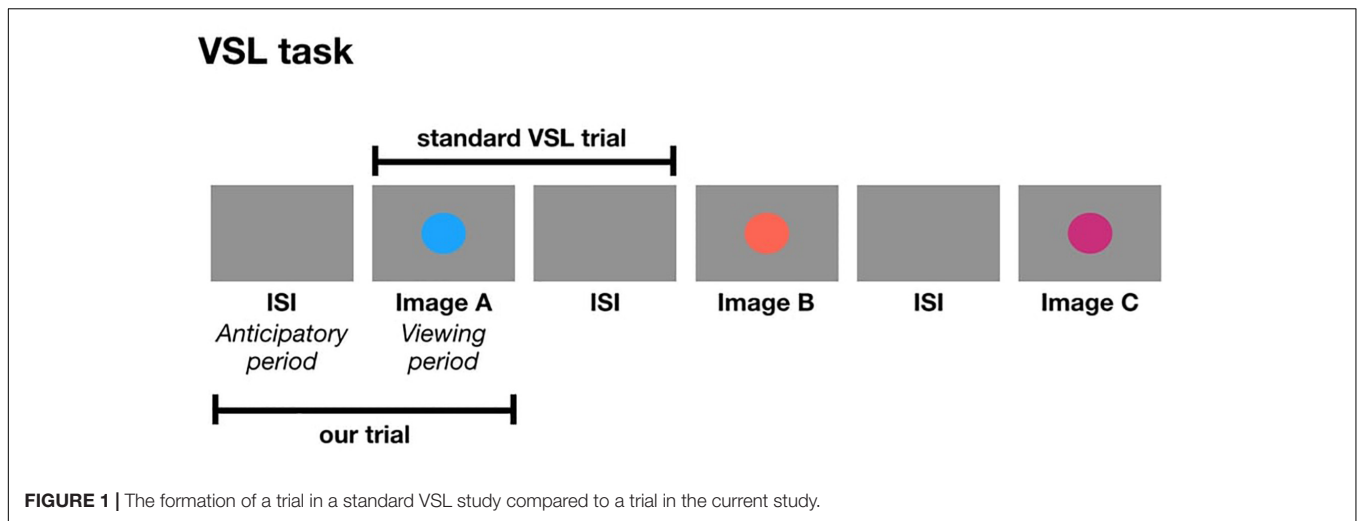 VSL task
standard VSL trial
ISI
Anticipatory
period
Image A
Viewing
period
ISI
Image B
ISI
Image C
our trial
FIGURE 1 | The formation of a trial in a standard VSL study compared to a trial in the current study.